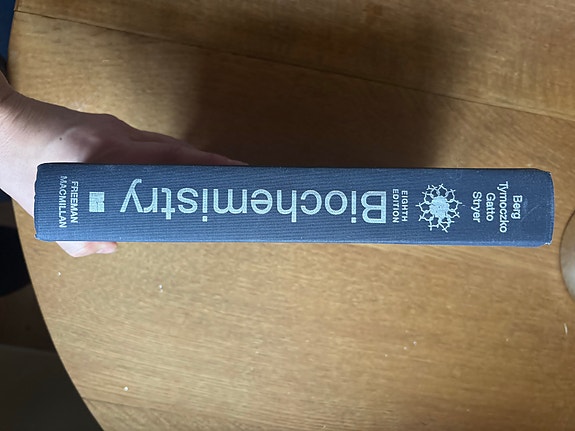 Berg
Tymoczko
Gatto
Stryer
Biochemistry
EIGHTH
EDITION
FREEMAN
MACMILLAN